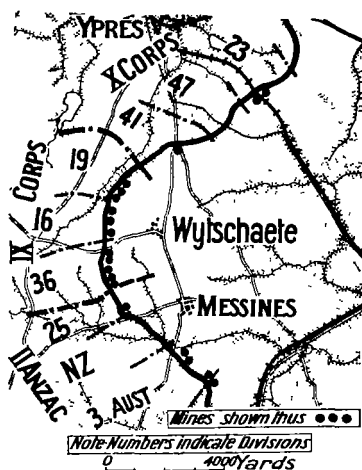 YPRES
X CORPS
23
47
41
19
CORPS
16
IX
Wytschaete
36
MESSINES
25
II ANZAC
NZ
3 AUST
Mines shown thus
Note-Numbers indicate Divisions
0 4000 Yards